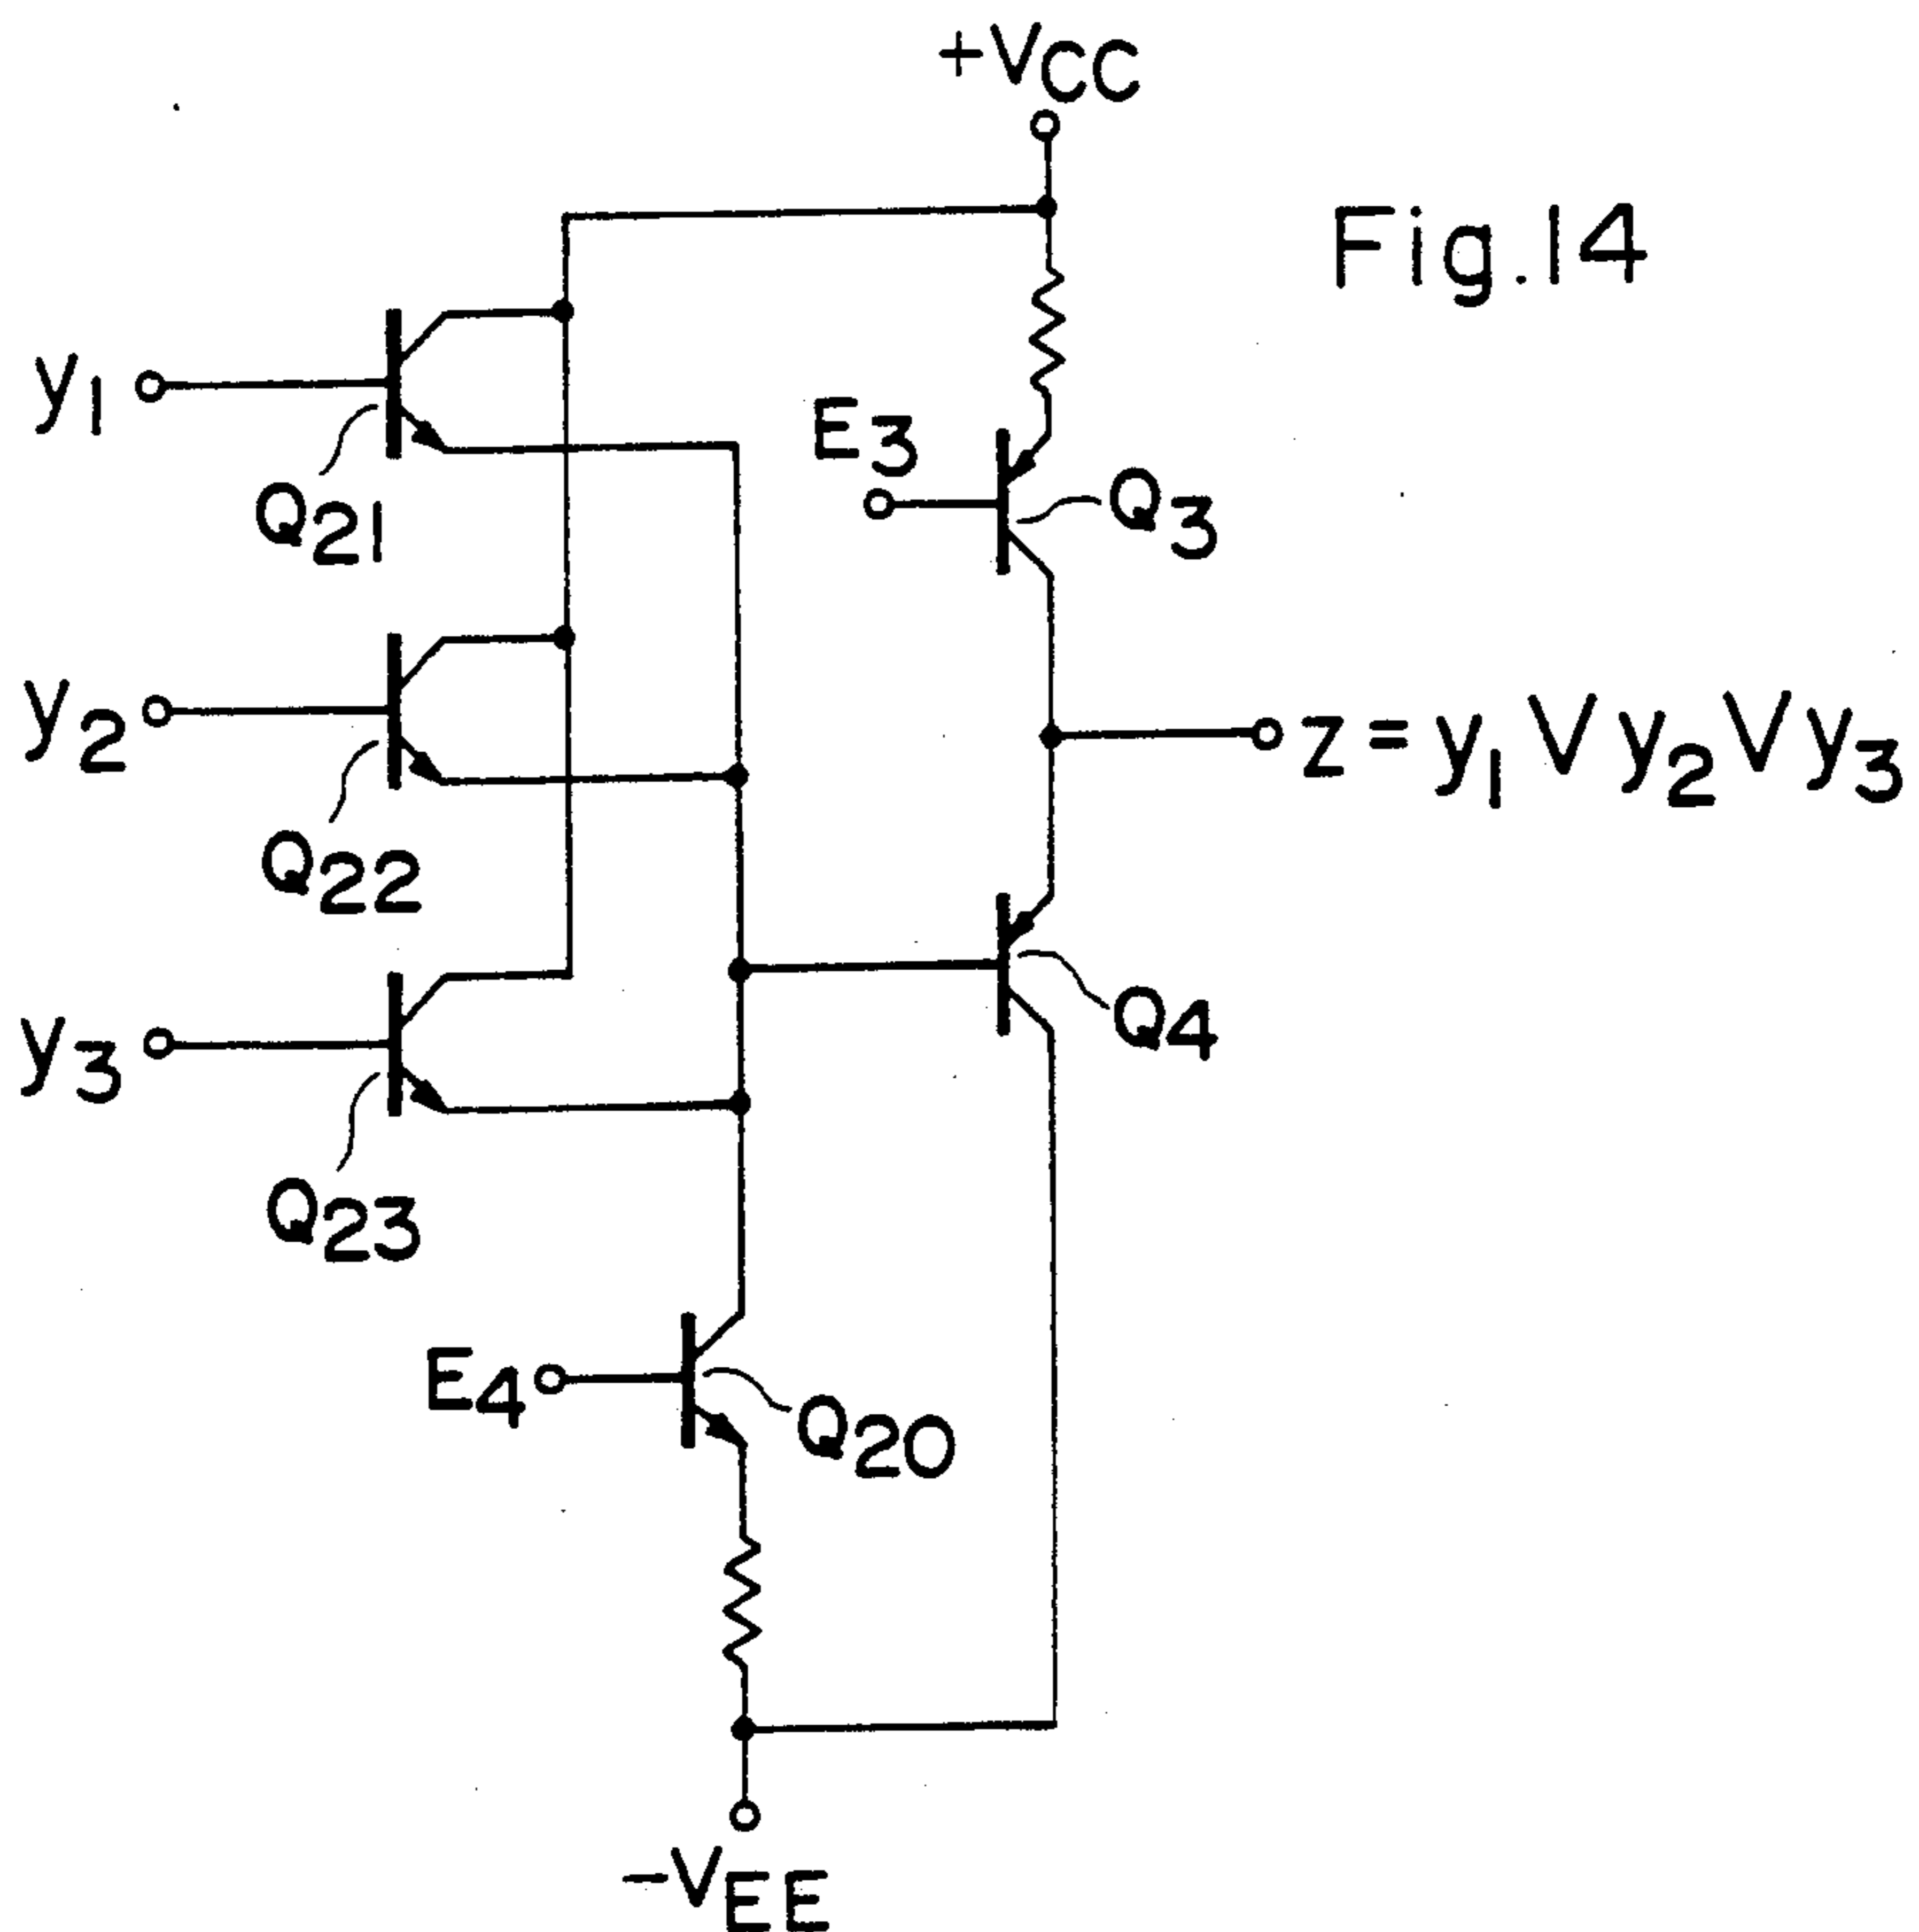 +VCC
Fig.14
y1
E3
Q3
Q21
y2
z=y1 V y2 V y3
Q22
y3
Q4
Q23
E4
Q20
-VEE